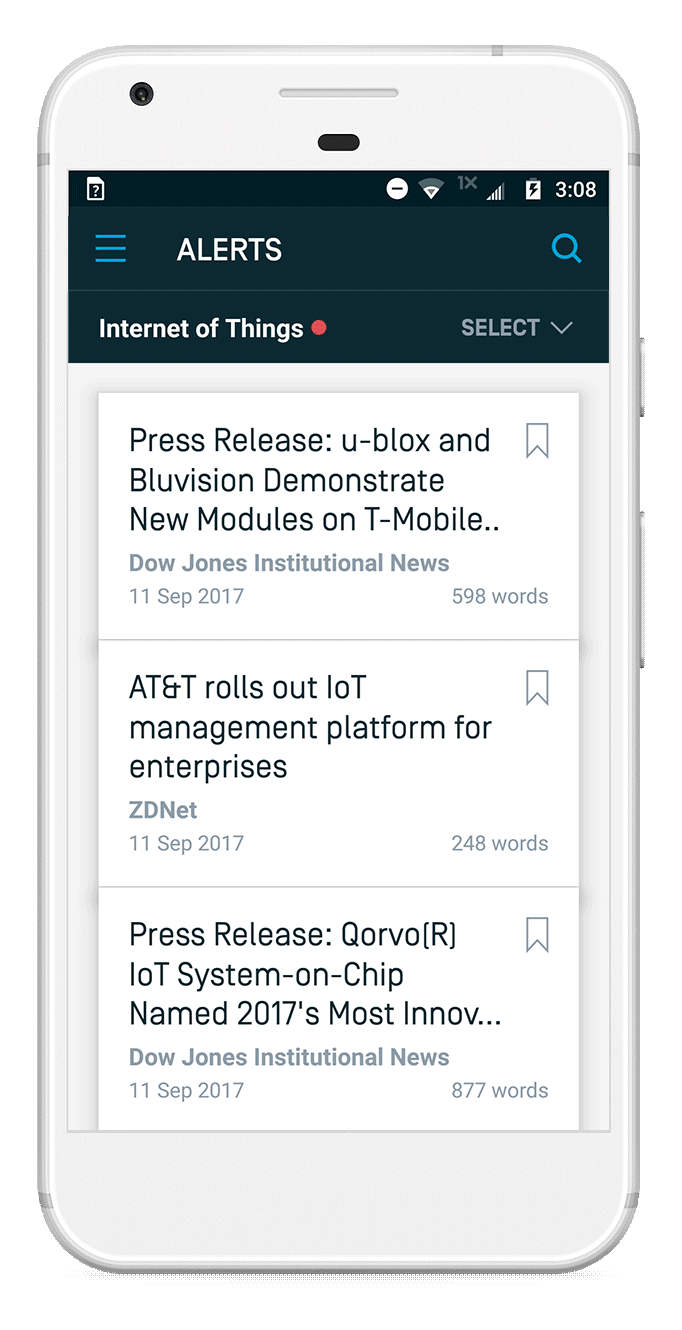 1X 3:08
ALERTS
Internet of Things SELECT
Press Release: u-blox and
Bluvision Demonstrate
New Modules on T-Mobile..
Dow Jones Institutional News
11 Sep 2017 598 words
AT&T rolls out IoT
management platform for
enterprises
ZDNet
11 Sep 2017 248 words
Press Release: Qorvo(R)
IoT System-on-Chip
Named 2017's Most Innov...
Dow Jones Institutional News
11 Sep 2017 877 words